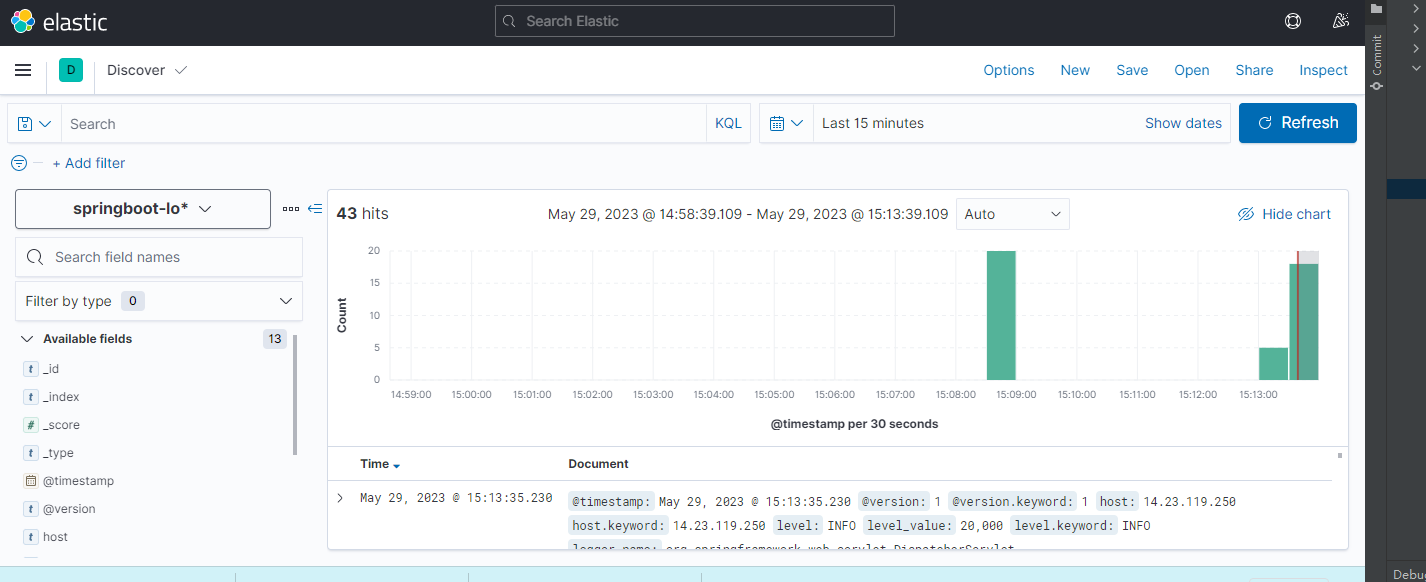 elastic
Search Elastic
D
Discover
Options New Save Open Share Inspect
Commit
Search
KQL
Last 15 minutes
Show dates
Refresh
+ Add filter
springboot-lo*
43 hits
May 29, 2023 @ 14:58:39.109 - May 29, 2023 @ 15:13:39.109
Auto
Hide chart
Search field names
Filter by type 0
Available fields 13
t _id
t _index
# _score
t _type
@timestamp
t @version
t host
Count
20
15
10
5
0
14:59:00 15:00:00 15:01:00 15:02:00 15:03:00 15:04:00 15:05:00 15:06:00 15:07:00 15:08:00 15:09:00 15:10:00 15:11:00 15:12:00 15:13:00
@timestamp per 30 seconds
Time Document
May 29, 2023 @ 15:13:35.230
@timestamp: May 29, 2023 @ 15:13:35.230 @version: 1 @version.keyword: 1 host: 14.23.119.250
host.keyword: 14.23.119.250 level: INFO level_value: 20,000 level.keyword: INFO
logger_name: org.springframework.web.servlet.DispatcherServlet
Debug